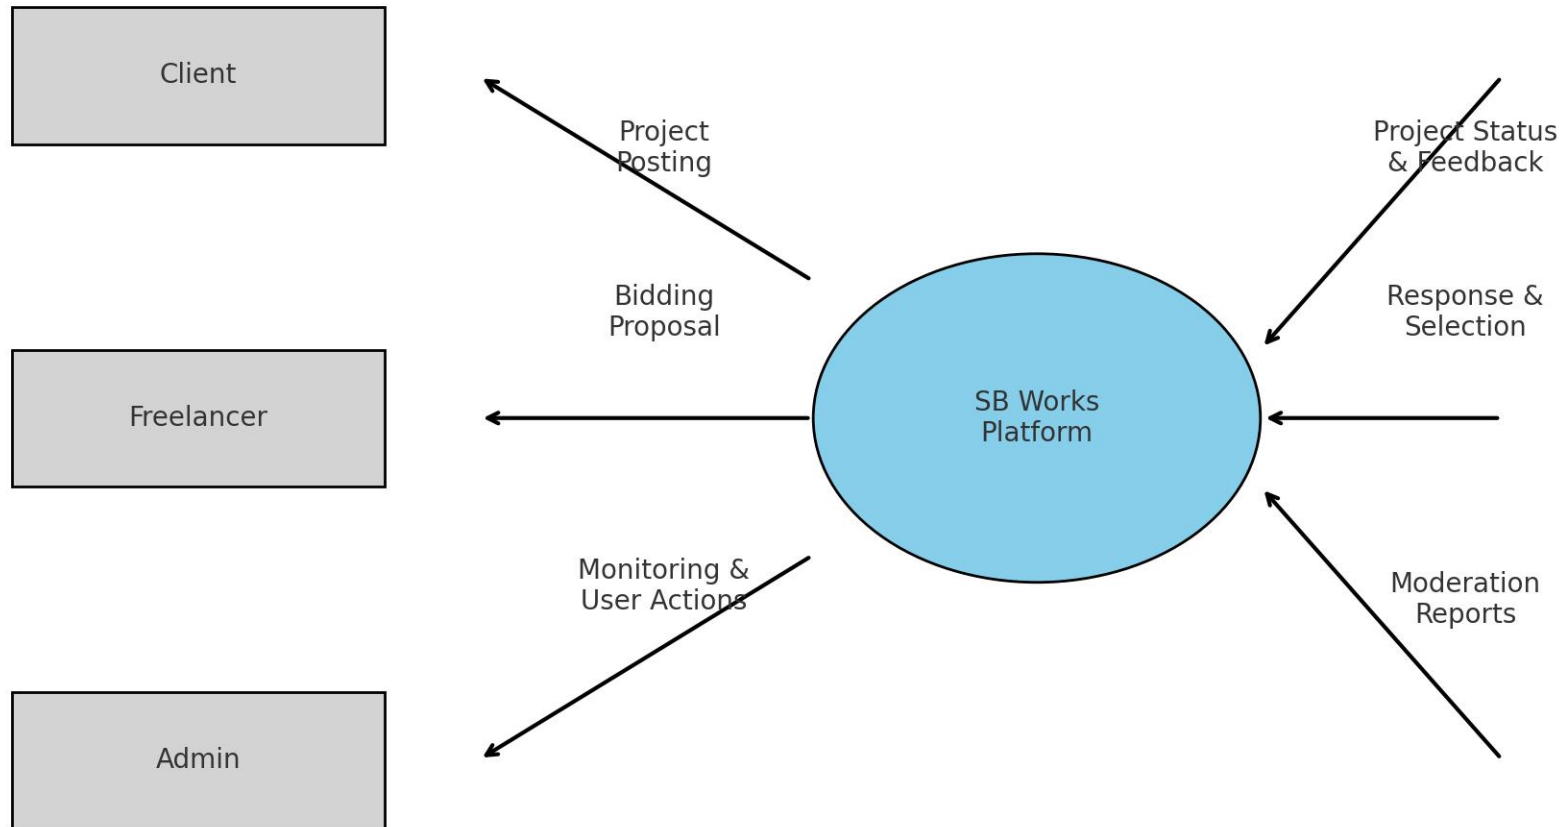 Client
Project
Posting
Project Status
& Feedback
Bidding
Proposal
Response &
Selection
Freelancer
SB Works
Platform
Monitoring &
User Actions
Moderation
Reports
Admin